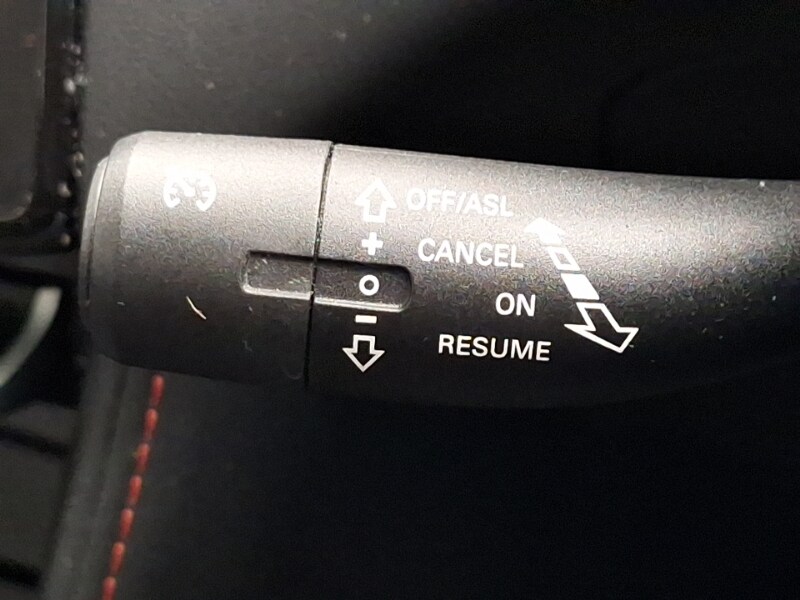 OFF/ASL
+ CANCEL
O ON
- RESUME